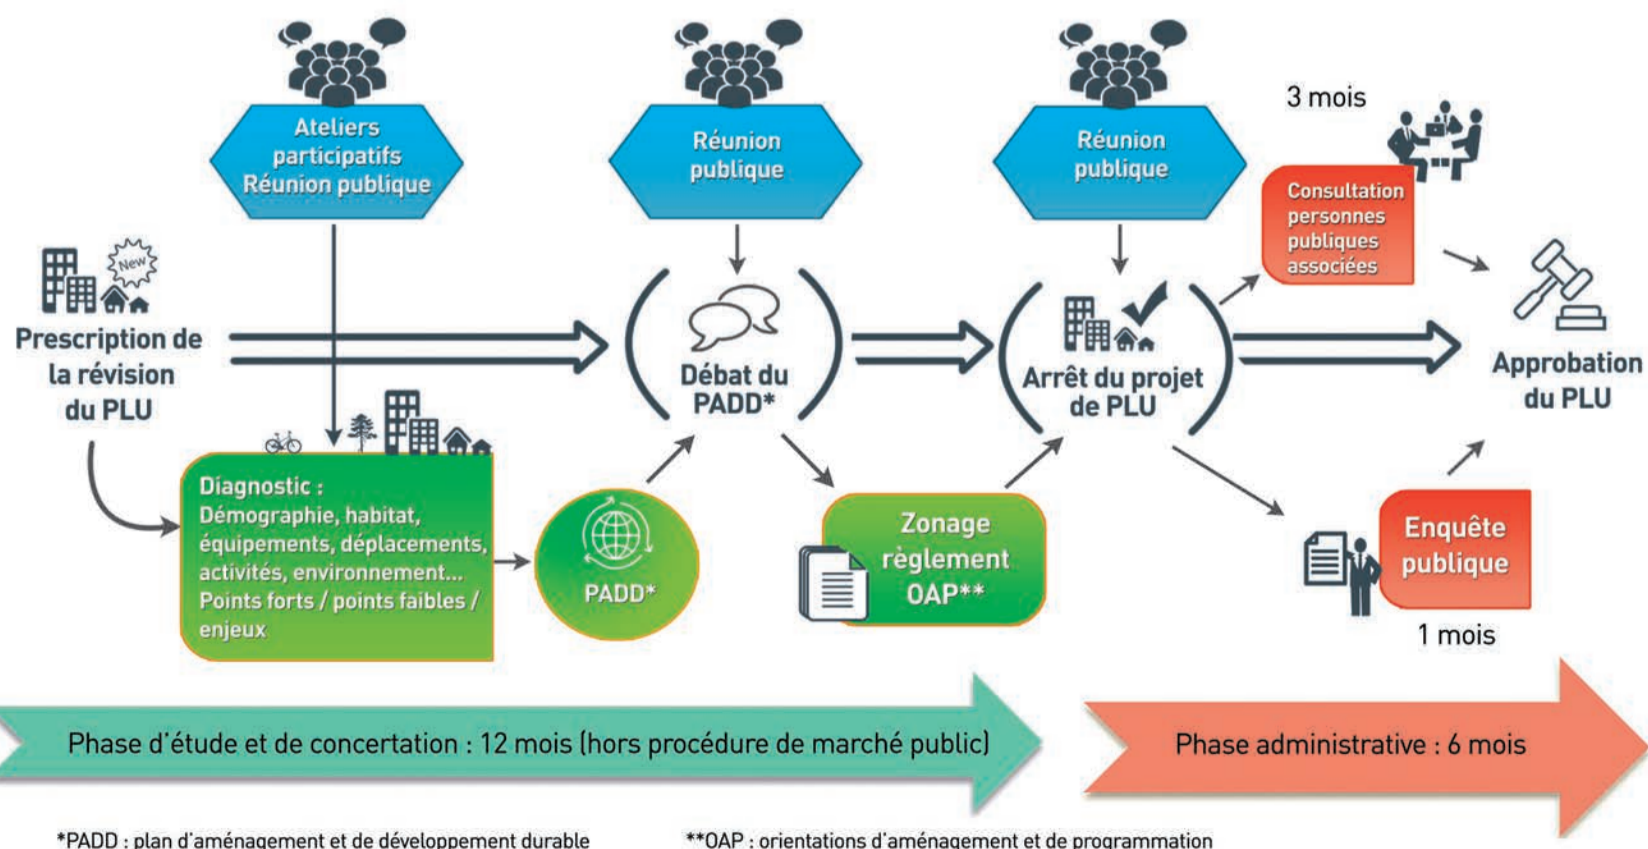 Ateliers
participatifs
Réunion publique
Réunion
publique
Réunion
publique
3 mois
Consultation
personnes
publiques
associées
New
Prescription de
la révision
du PLU
Débat du
PADD*
Arrêt du projet
de PLU
Approbation
du PLU
Diagnostic :
Démographie, habitat,
équipements, déplacements,
activités, environnement...
Points forts / points faibles /
enjeux
PADD*
Zonage
règlement
OAP**
Enquête
publique
1 mois
Phase d'étude et de concertation : 12 mois (hors procédure de marché public)
Phase administrative : 6 mois
*PADD : plan d'aménagement et de développement durable
**OAP : orientations d'aménagement et de programmation